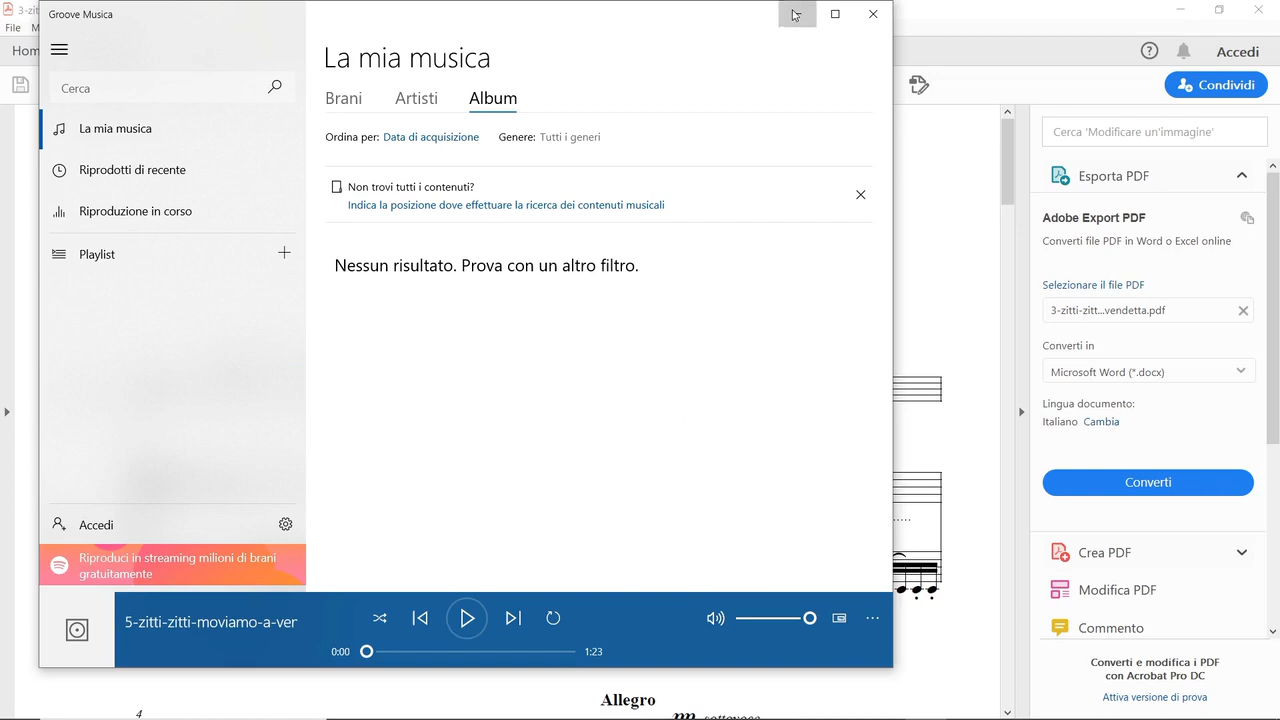 3-zit
File
M
Hom
Groove Musica
Cerca
La mia musica
Riprodotti di recente
Riproduzione in corso
Playlist
Accedi
Riproduci in streaming milioni di brani
gratuitamente
La mia musica
Brani Artisti Album
Ordina per: Data di acquisizione Genere: Tutti i generi
Non trovi tutti i contenuti?
Indica la posizione dove effettuare la ricerca dei contenuti musicali
Nessun risultato. Prova con un altro filtro.
5-zitti-zitti-moviamo-a-ver
0:00
1:23
Accedi
Condividi
Cerca 'Modificare un'immagine'
Esporta PDF
Adobe Export PDF
Converti file PDF in Word o Excel online
Selezionare il file PDF
3-zitti-zitt...vendetta.pdf
Converti in
Microsoft Word (*.docx)
Lingua documento:
Italiano Cambia
Converti
Crea PDF
Modifica PDF
Commento
Converti e modifica i PDF
con Acrobat Pro DC
Attiva versione di prova
Allegro
4
pp sottovoce